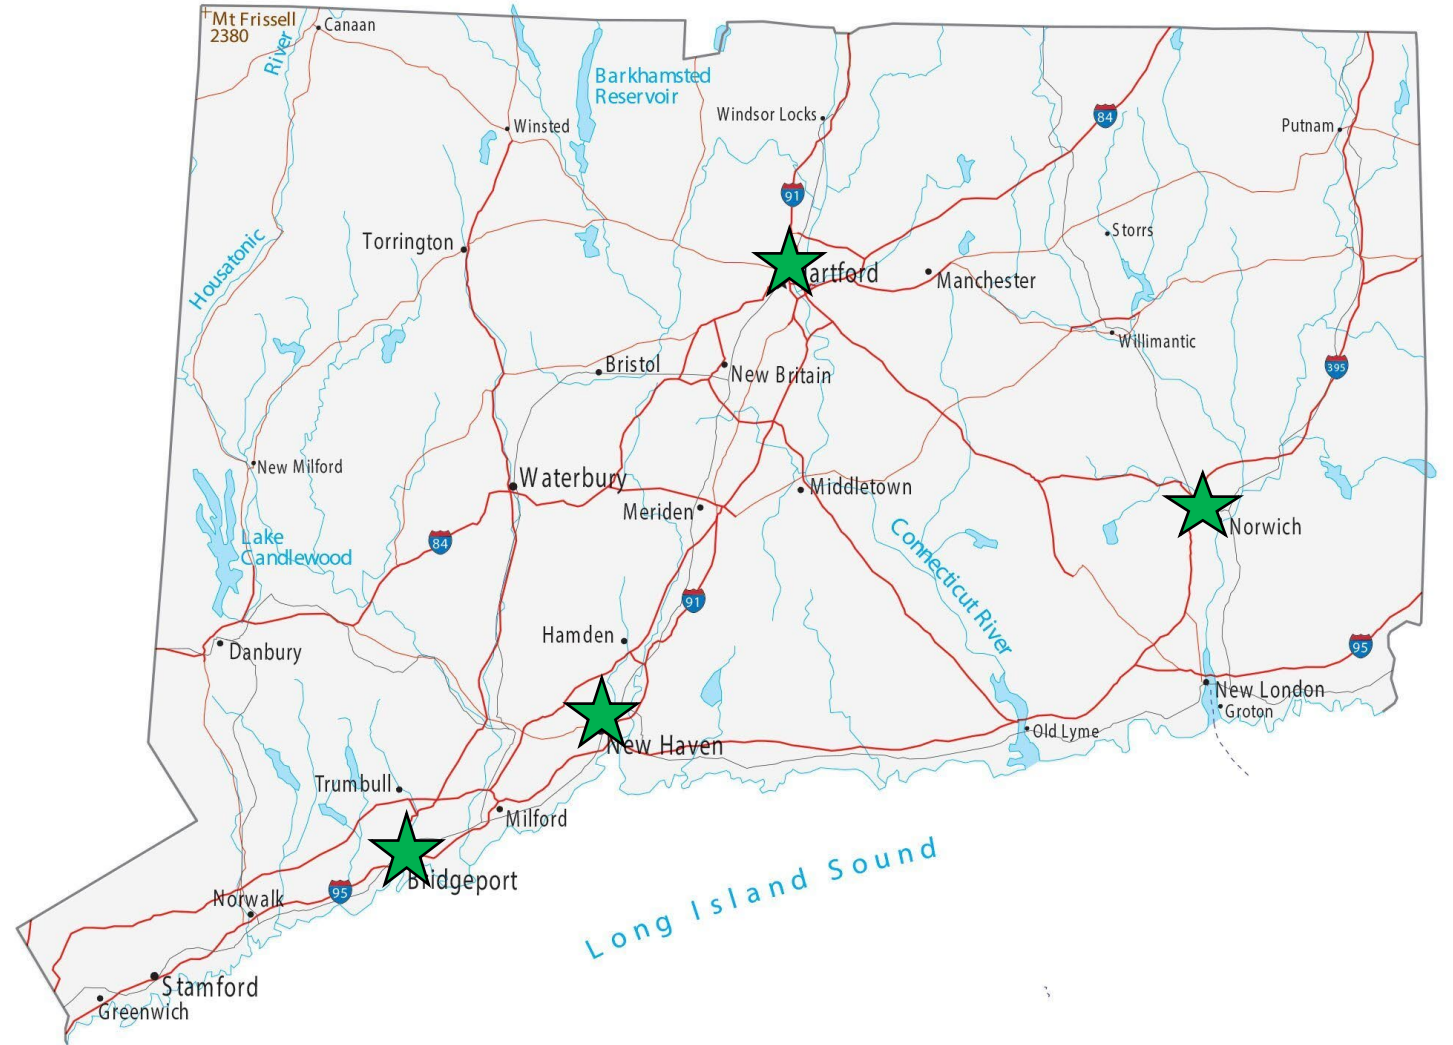 Mt Frissell
2380
Canaan
River
Barkhamsted
Reservoir
Windsor Locks
84
Putnam
Winsted
91
Storrs
Torrington
Housatonic
artford
Manchester
Willimantic
Bristol
New Britain
395
New Milford
Waterbury
Middletown
Meriden
Norwich
Lake
Candlewood
84
Connecticut River
91
Hamden
95
Danbury
New London
Groton
New Haven
Old Lyme
Trumbull
Milford
Long Island Sound
Bridgeport
95
Norwalk
Stamford
Greenwich